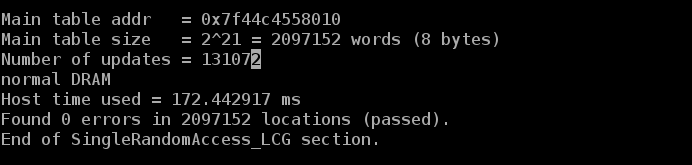 Main table addr   = 0x7f44c4558010
Main table size   = 2^21 = 2097152 words (8 bytes)
Number of updates = 131072
normal DRAM
Host time used = 172.442917 ms
Found 0 errors in 2097152 locations (passed).
End of SingleRandomAccess_LCG section.